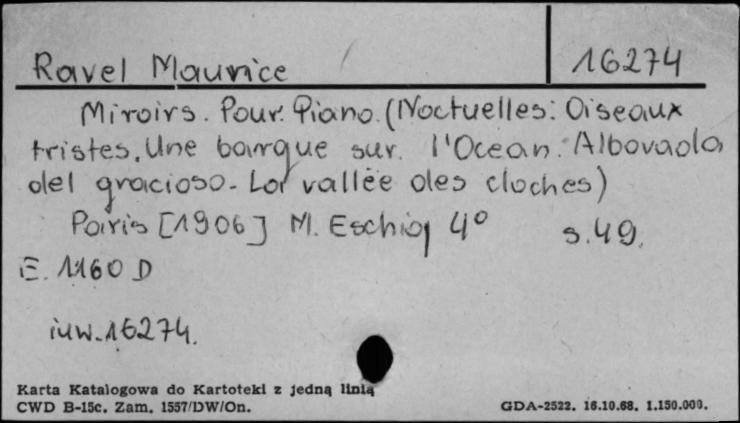 Ravel Maurice
16274
Miroirs. Pour. Piano. (Noctuelles: Oiseaux
tristes. Une barque sur. l'Ocean. Alborada
del gracioso - La vallée des cloches)
Paris [1906] M. Eschig 4° s. 49.
E. 1160 D
inw. 16274.
Karta Katalogowa do Kartoteki z jedną linią
CWD B-15c. Zam. 1557/DW/On.
GDA-2522. 16.10.68. 1.150.000.